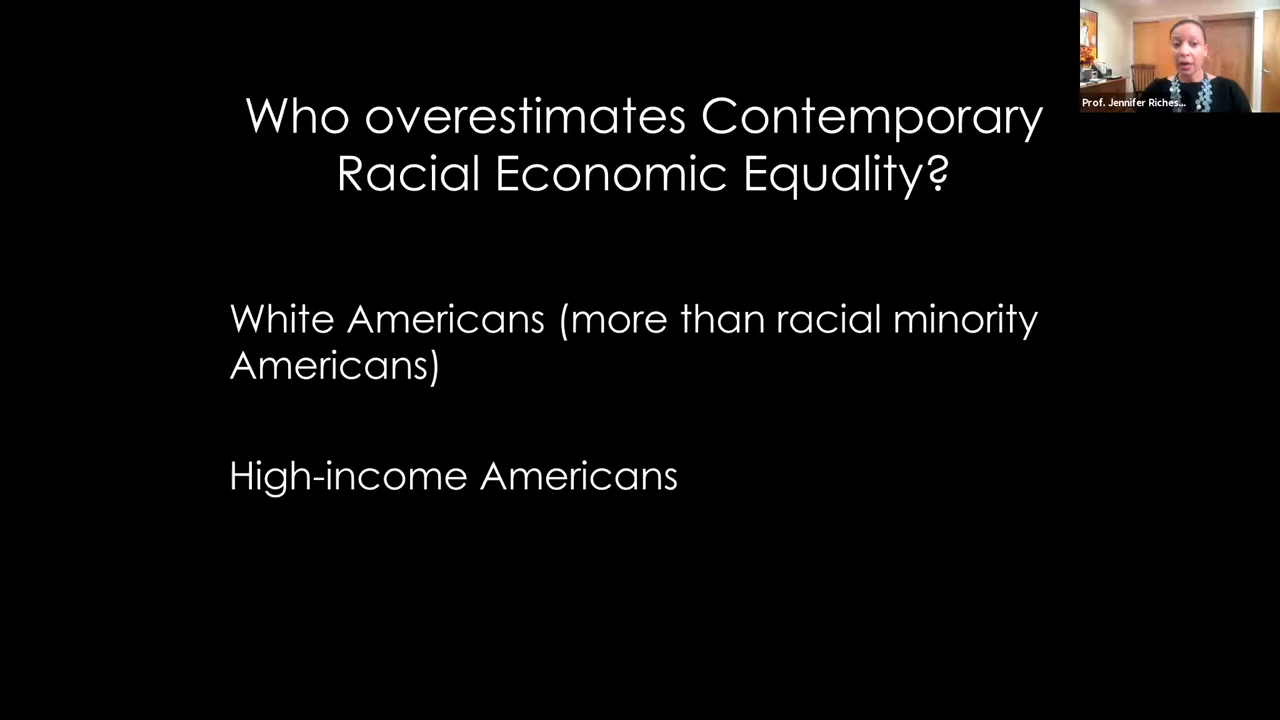 Who overestimates Contemporary
Racial Economic Equality?
White Americans (more than racial minority
Americans)
High-income Americans
Prof. Jennifer Riches...